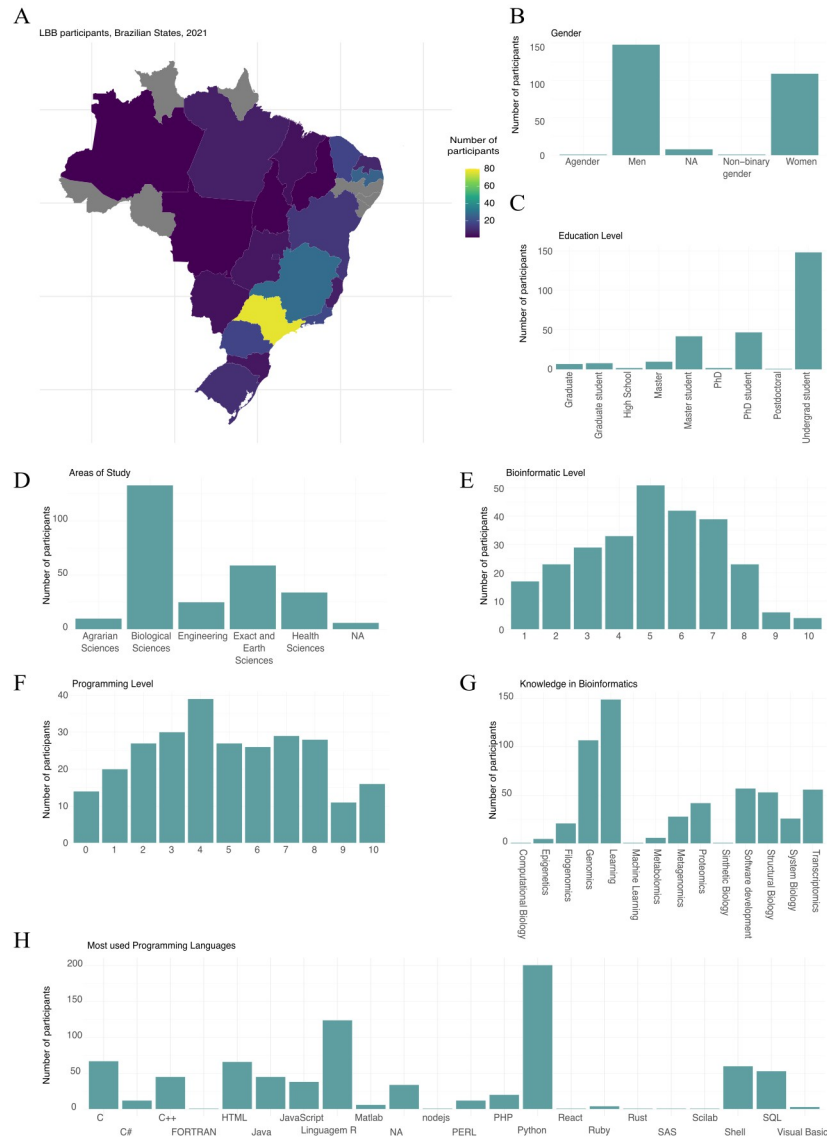 A
LBB participants, Brazilian States, 2021
Number of
participants
80
60
40
20
B
Gender
Number of participants
150
100
50
0
Agender
Men
NA
Non−binary
gender
Women
C
Education Level
Number of participants
150
100
50
0
Graduate
Graduate student
High School
Master
Master student
PhD
PhD student
Postdoctoral
Undergrad student
D
Areas of Study
Number of participants
100
50
0
Agrarian
Sciences
Biological
Sciences
Engineering
Exact and
Earth
Sciences
Health
Sciences
NA
E
Bioinformatic Level
Number of participants
50
40
30
20
10
0
1 2 3 4 5 6 7 8 9 10
F
Programming Level
Number of participants
40
30
20
10
0
0 1 2 3 4 5 6 7 8 9 10
G
Knowledge in Bioinformatics
Number of participants
150
100
50
0
Computational Biology
Epigenetics
Filogenomics
Genomics
Learning
Machine Learning
Metabolomics
Metagenomics
Proteomics
Sinthetic Biology
Software development
Structural Biology
System Biology
Transcriptomics
H
Most used Programming Languages
Number of participants
200
150
100
50
0
C C++ HTML JavaScript Matlab nodejs PHP React Rust Scilab SQL
C# FORTRAN Java Linguagem R NA PERL Python Ruby SAS Shell Visual Basic